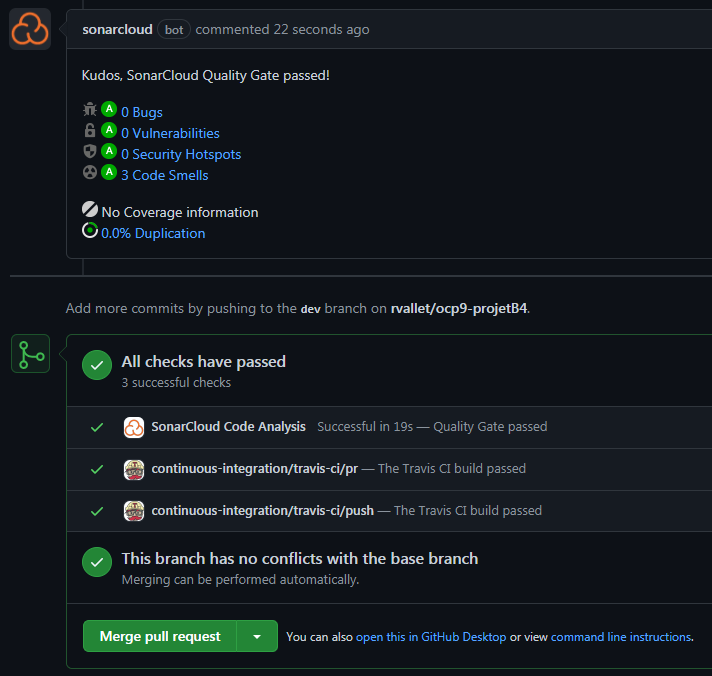 sonarcloud bot commented 22 seconds ago
Kudos, SonarCloud Quality Gate passed!
A 0 Bugs
A 0 Vulnerabilities
A 0 Security Hotspots
A 3 Code Smells
No Coverage information
0.0% Duplication
Add more commits by pushing to the dev branch on rvallet/ocp9-projetB4.
All checks have passed
3 successful checks
SonarCloud Code Analysis Successful in 19s — Quality Gate passed
continuous-integration/travis-ci/pr — The Travis CI build passed
continuous-integration/travis-ci/push — The Travis CI build passed
This branch has no conflicts with the base branch
Merging can be performed automatically.
Merge pull request You can also open this in GitHub Desktop or view command line instructions.